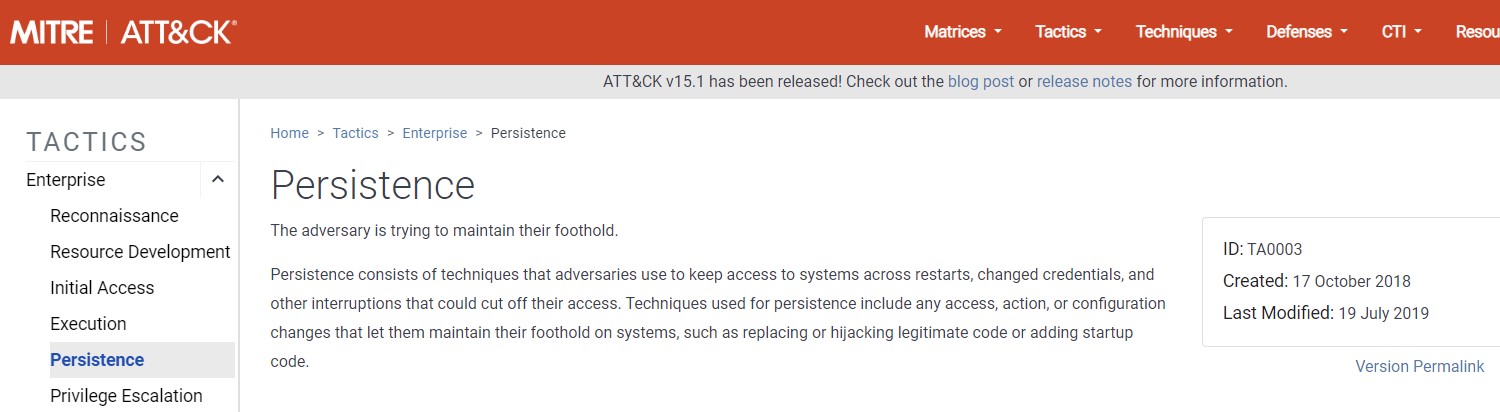 MITRE | ATT&CK®
Matrices Tactics Techniques Defenses CTI Resou
ATT&CK v15.1 has been released! Check out the blog post or release notes for more information.
TACTICS
Enterprise
Reconnaissance
Resource Development
Initial Access
Execution
Persistence
Privilege Escalation
Home > Tactics > Enterprise > Persistence
Persistence
The adversary is trying to maintain their foothold.
Persistence consists of techniques that adversaries use to keep access to systems across restarts, changed credentials, and
other interruptions that could cut off their access. Techniques used for persistence include any access, action, or configuration
changes that let them maintain their foothold on systems, such as replacing or hijacking legitimate code or adding startup
code.
ID: TA0003
Created: 17 October 2018
Last Modified: 19 July 2019
Version Permalink